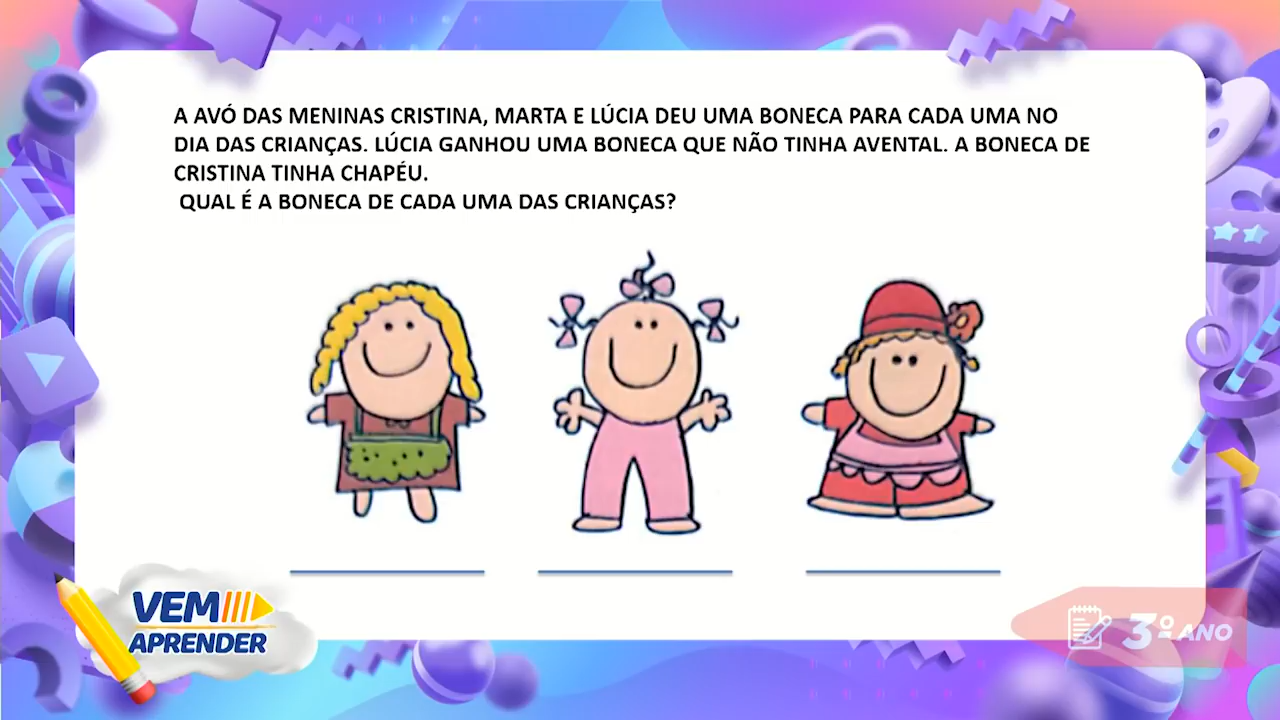 A AVÓ DAS MENINAS CRISTINA, MARTA E LÚCIA DEU UMA BONECA PARA CADA UMA NO
DIA DAS CRIANÇAS. LÚCIA GANHOU UMA BONECA QUE NÃO TINHA AVENTAL. A BONECA DE
CRISTINA TINHA CHAPÉU.
QUAL É A BONECA DE CADA UMA DAS CRIANÇAS?
VEM
APRENDER
3º ANO